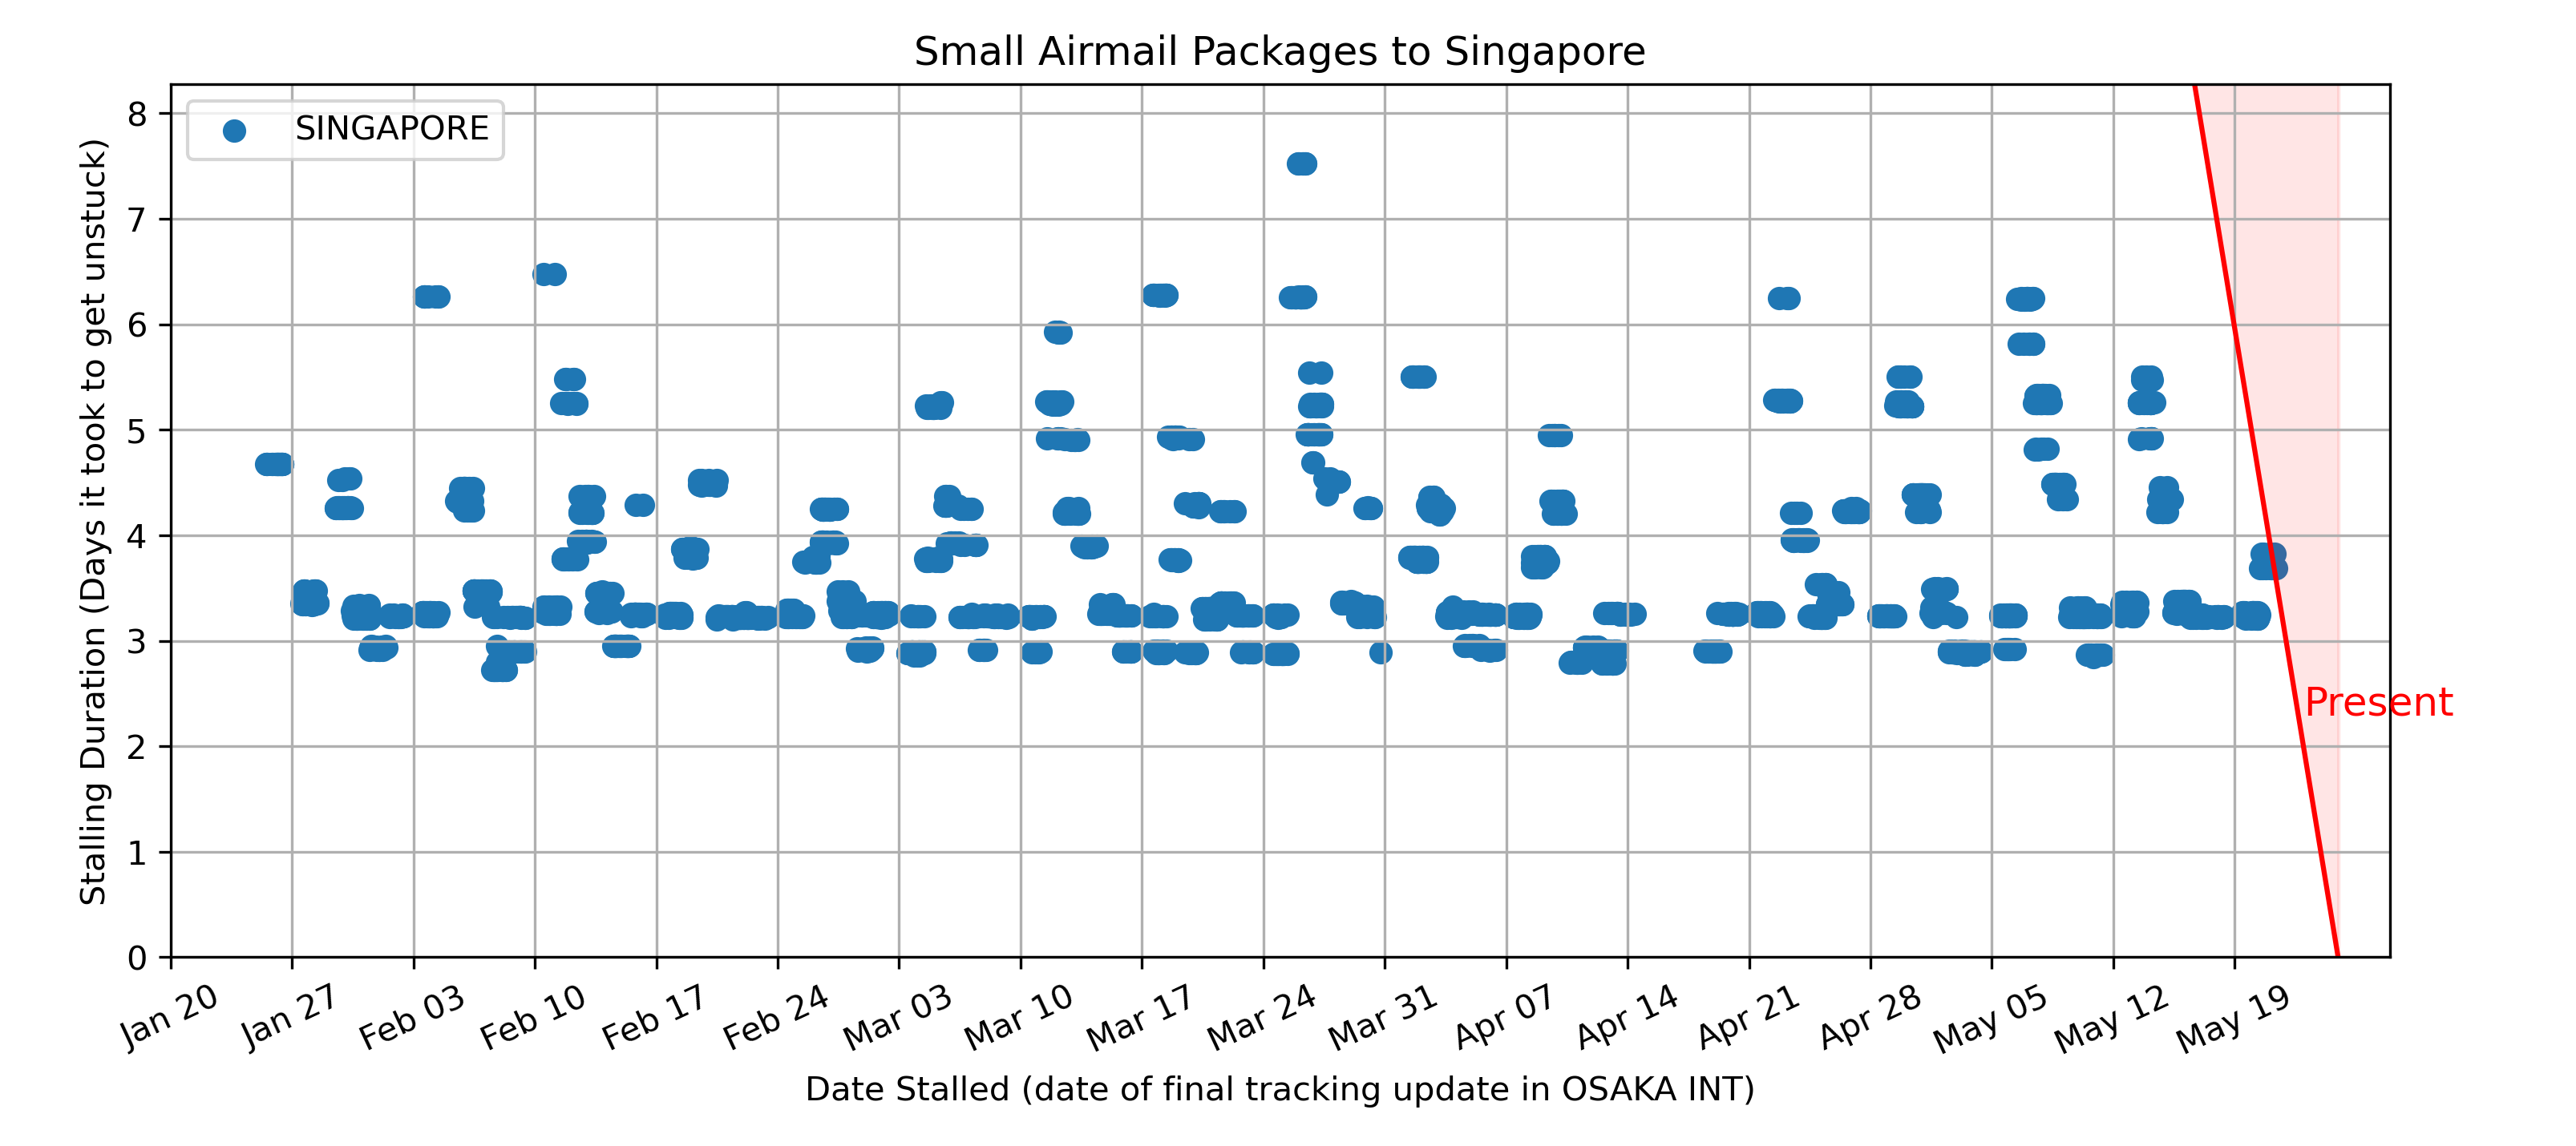 Small Airmail Packages to Singapore
SINGAPORE
Stalling Duration (Days it took to get unstuck)
8
7
6
5
4
3
2
1
0
Present
Jan 20
Jan 27
Feb 03
Feb 10
Feb 17
Feb 24
Mar 03
Mar 10
Mar 17
Mar 24
Mar 31
Apr 07
Apr 14
Apr 21
Apr 28
May 05
May 12
May 19
Date Stalled (date of final tracking update in OSAKA INT)